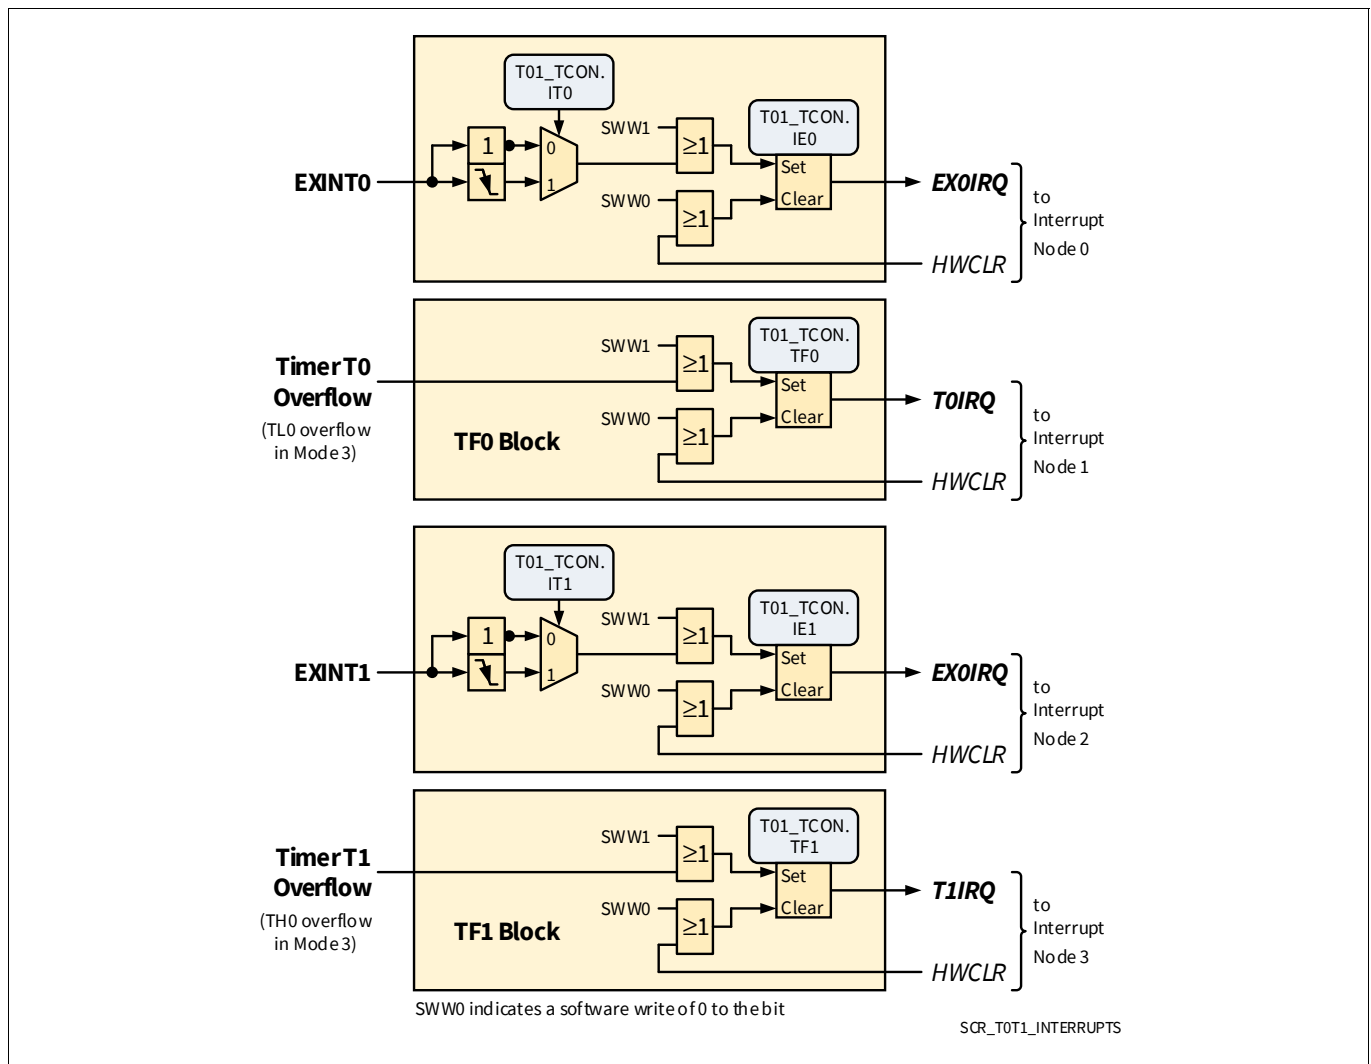 T01_TCON.
IT0
T01_TCON.
IE0
SWW1
1
0
≥1
Set
EXINT0
1
SWW0
≥1
Clear
EX0IRQ
HWCLR
to
Interrupt
Node 0
T01_TCON.
TF0
SWW1
≥1
Set
Timer T0
Overflow
(TL0 overflow
in Mode 3)
TF0 Block
SWW0
≥1
Clear
T0IRQ
HWCLR
to
Interrupt
Node 1
T01_TCON.
IT1
T01_TCON.
IE1
SWW1
1
0
≥1
Set
EXINT1
1
SWW0
≥1
Clear
EX0IRQ
HWCLR
to
Interrupt
Node 2
T01_TCON.
TF1
SWW1
≥1
Set
Timer T1
Overflow
(TH0 overflow
in Mode 3)
TF1 Block
SWW0
≥1
Clear
T1IRQ
HWCLR
to
Interrupt
Node 3
SWW0 indicates a software write of 0 to the bit
SCR_T0T1_INTERRUPTS